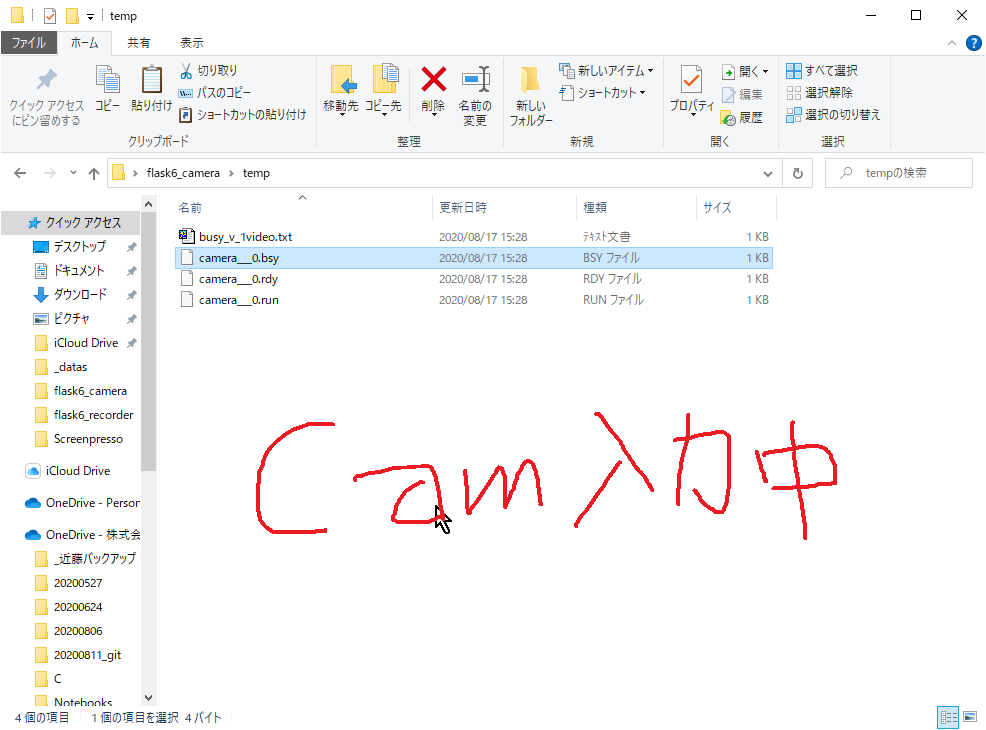 temp
ファイル ホーム 共有 表示
クイック アクセス
にピン留めする
コピー
貼り付け
切り取り
パスのコピー
ショートカットの貼り付け
クリップボード
移動先
コピー先
削除
名前の
変更
整理
新しい
フォルダー
新しいアイテム
ショートカット
新規
プロパティ
開く
編集
履歴
開く
すべて選択
選択解除
選択の切り替え
選択
flask6_camera › temp
tempの検索
名前 更新日時 種類 サイズ
busy_v_1video.txt 2020/08/17 15:28 テキスト文書 1 KB
camera___0.bsy 2020/08/17 15:28 BSY ファイル 1 KB
camera___0.rdy 2020/08/17 15:28 RDY ファイル 1 KB
camera___0.run 2020/08/17 15:28 RUN ファイル 1 KB
クイック アクセス
デスクトップ
ドキュメント
ダウンロード
ピクチャ
iCloud Drive
_datas
flask6_camera
flask6_recorder
Screenpresso
iCloud Drive
OneDrive - Person
OneDrive - 株式会
_近藤バックアップ
20200527
20200624
20200806
20200811_git
C
Notebooks
Cam入力中
4 個の項目 1 個の項目を選択 4 バイト